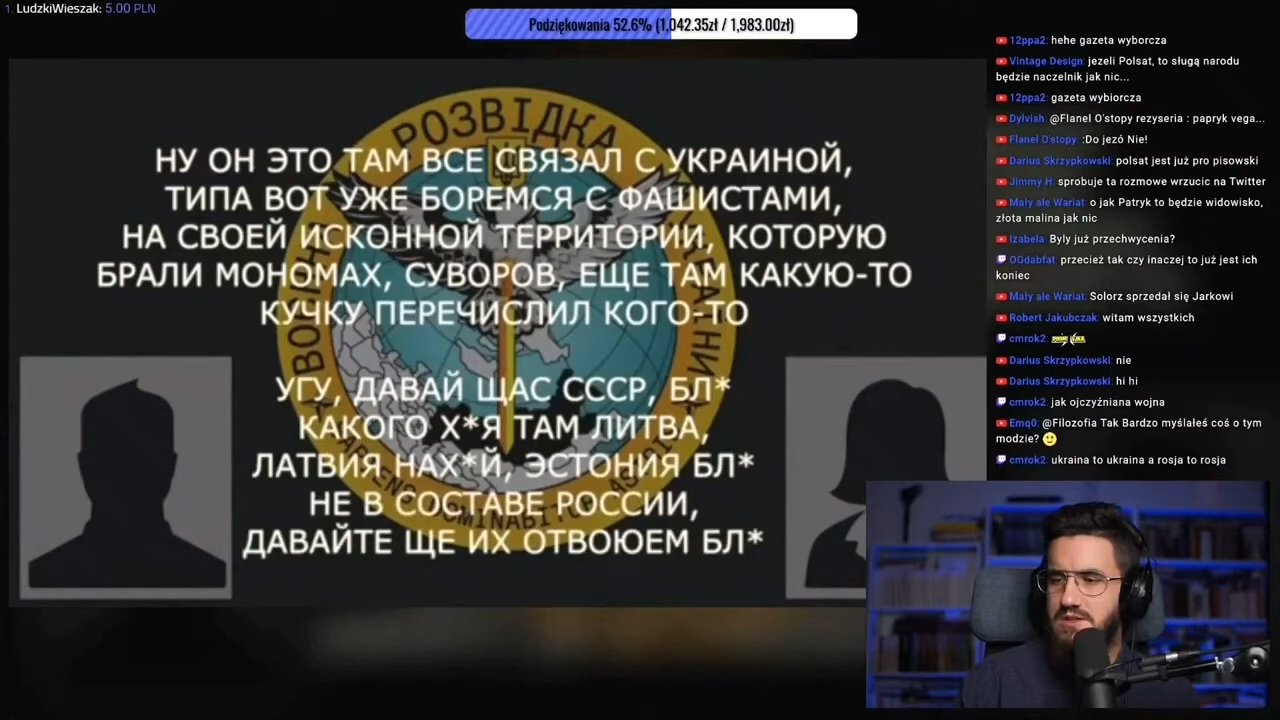 1. LudzkiWieszak: 5.00 PLN
Podziękowania 52.6% (1,042.35zł / 1,983.00zł)
РОЗВІДКА
НУ ОН ЭТО ТАМ ВСЕ СВЯЗАЛ С УКРАИНОЙ,
ТИПА ВОТ УЖЕ БОРЕМСЯ С ФАШИСТАМИ,
НА СВОЕЙ ИСКОННОЙ ТЕРРИТОРИИ, КОТОРУЮ
БРАЛИ МОНОМАХ, СУВОРОВ, ЕЩЕ ТАМ КАКУЮ-ТО
КУЧКУ ПЕРЕЧИСЛИЛ КОГО-ТО
УГУ, ДАВАЙ ЩАС СССР, БЛ*
КАКОГО Х*Я ТАМ ЛИТВА,
ЛАТВИЯ НАХ*Й, ЭСТОНИЯ БЛ*
НЕ В СОСТАВЕ РОССИИ,
ДАВАЙТЕ ЩЕ ИХ ОТВОЮЕМ БЛ*
12ppa2: hehe gazeta wyborcza
Vintage Design: jezeli Polsat, to sługą narodu
będzie naczelnik jak nic...
12ppa2: gazeta wybiorcza
Dylvish: @Flanel O'stopy rezyseria : papryk vega...
Flanel O'stopy: :Do jezó Nie!
Darius Skrzypkowski: polsat jest już pro pisowski
Jimmy H: sprobuje ta rozmowe wrzucic na Twitter
Mały ale Wariat: o jak Patryk to będzie widowisko,
złota malina jak nic
Izabela: Byly już przechwycenia?
OGdabfat: przecież tak czy inaczej to już jest ich
koniec
Mały ale Wariat: Solorz sprzedał się Jarkowi
Robert Jakubczak: witam wszystkich
cmrok2:
Darius Skrzypkowski: nie
Darius Skrzypkowski: hi hi
cmrok2: jak ojczyźniana wojna
Emq0: @Filozofia Tak Bardzo myślałeś coś o tym
modzie? 🙂
cmrok2: ukraina to ukraina a rosja to rosja